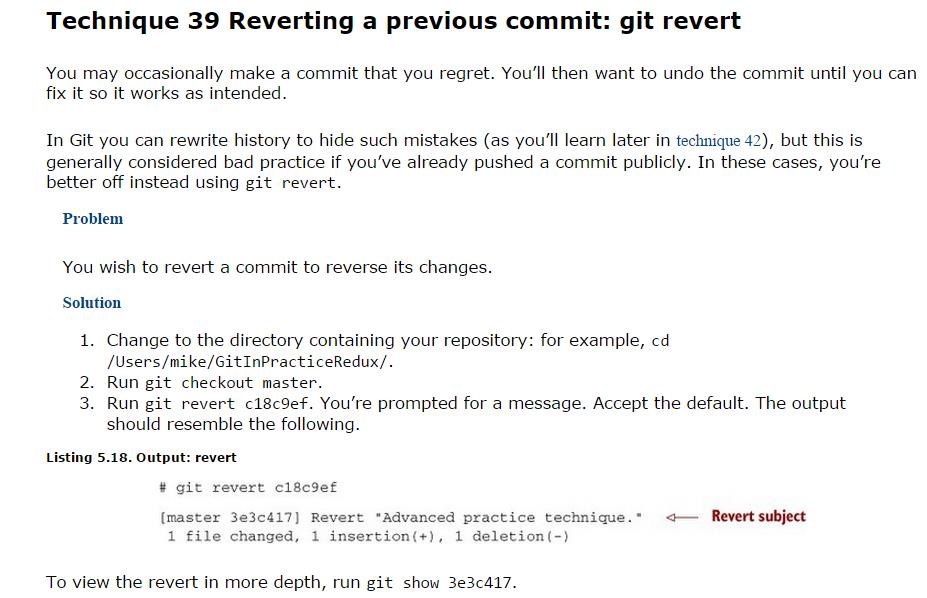 Technique 39 Reverting a previous commit: git revert
You may occasionally make a commit that you regret. You’ll then want to undo the commit until you can
fix it so it works as intended.
In Git you can rewrite history to hide such mistakes (as you’ll learn later in technique 42), but this is
generally considered bad practice if you’ve already pushed a commit publicly. In these cases, you’re
better off instead using git revert.
Problem
You wish to revert a commit to reverse its changes.
Solution
1. Change to the directory containing your repository: for example, cd
/Users/mike/GitInPracticeRedux/.
2. Run git checkout master.
3. Run git revert c18c9ef. You’re prompted for a message. Accept the default. The output
should resemble the following.
Listing 5.18. Output: revert
# git revert c18c9ef
[master 3e3c417] Revert "Advanced practice technique." Revert subject
1 file changed, 1 insertion(+), 1 deletion(-)
To view the revert in more depth, run git show 3e3c417.